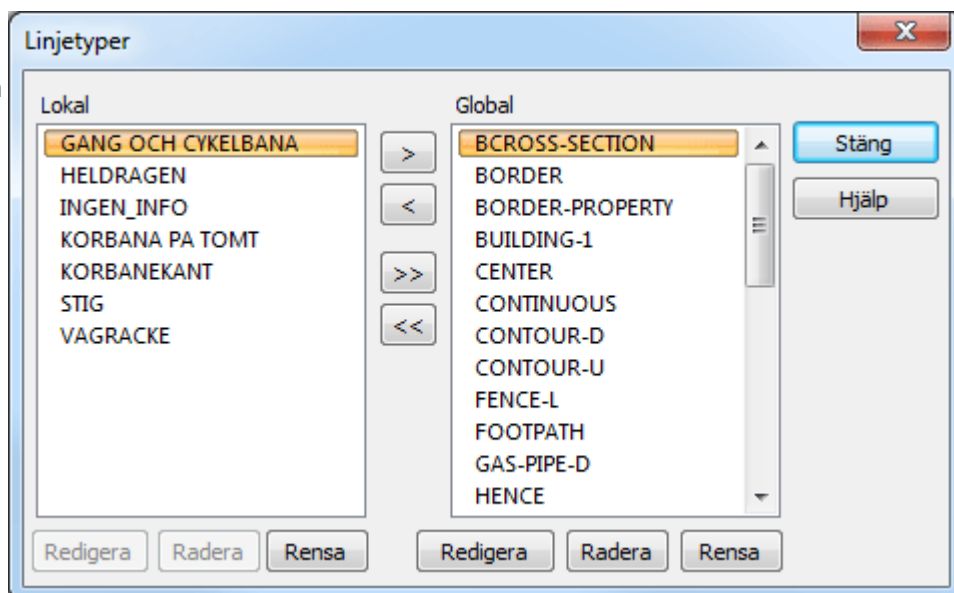 Linjetyper
X
Lokal
GANG OCH CYKELBANA
HELDRAGEN
INGEN_INFO
KORBANA PA TOMT
KORBANEKANT
STIG
VAGRACKE
Redigera
Radera
Rensa
>
<
>>
<<
Global
BCROSS-SECTION
BORDER
BORDER-PROPERTY
BUILDING-1
CENTER
CONTINUOUS
CONTOUR-D
CONTOUR-U
FENCE-L
FOOTPATH
GAS-PIPE-D
HENCE
Redigera
Radera
Rensa
Stäng
Hjälp